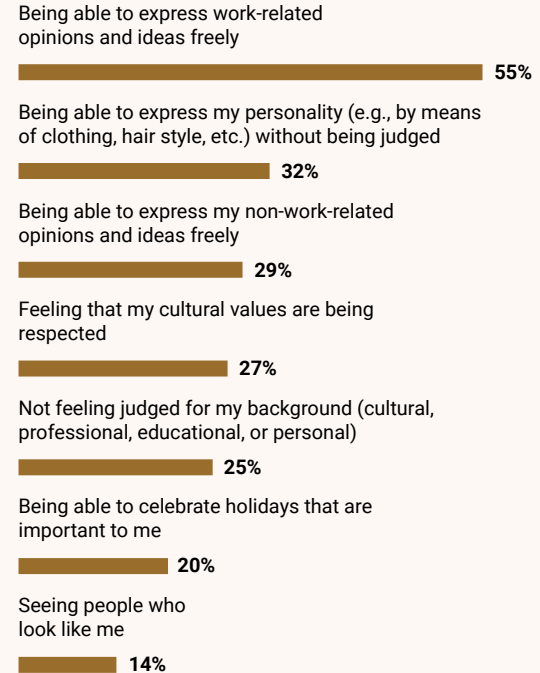 Being able to express work-related
opinions and ideas freely
55%
Being able to express my personality (e.g., by means
of clothing, hair style, etc.) without being judged
32%
Being able to express my non-work-related
opinions and ideas freely
29%
Feeling that my cultural values are being
respected
27%
Not feeling judged for my background (cultural,
professional, educational, or personal)
25%
Being able to celebrate holidays that are
important to me
20%
Seeing people who
look like me
14%